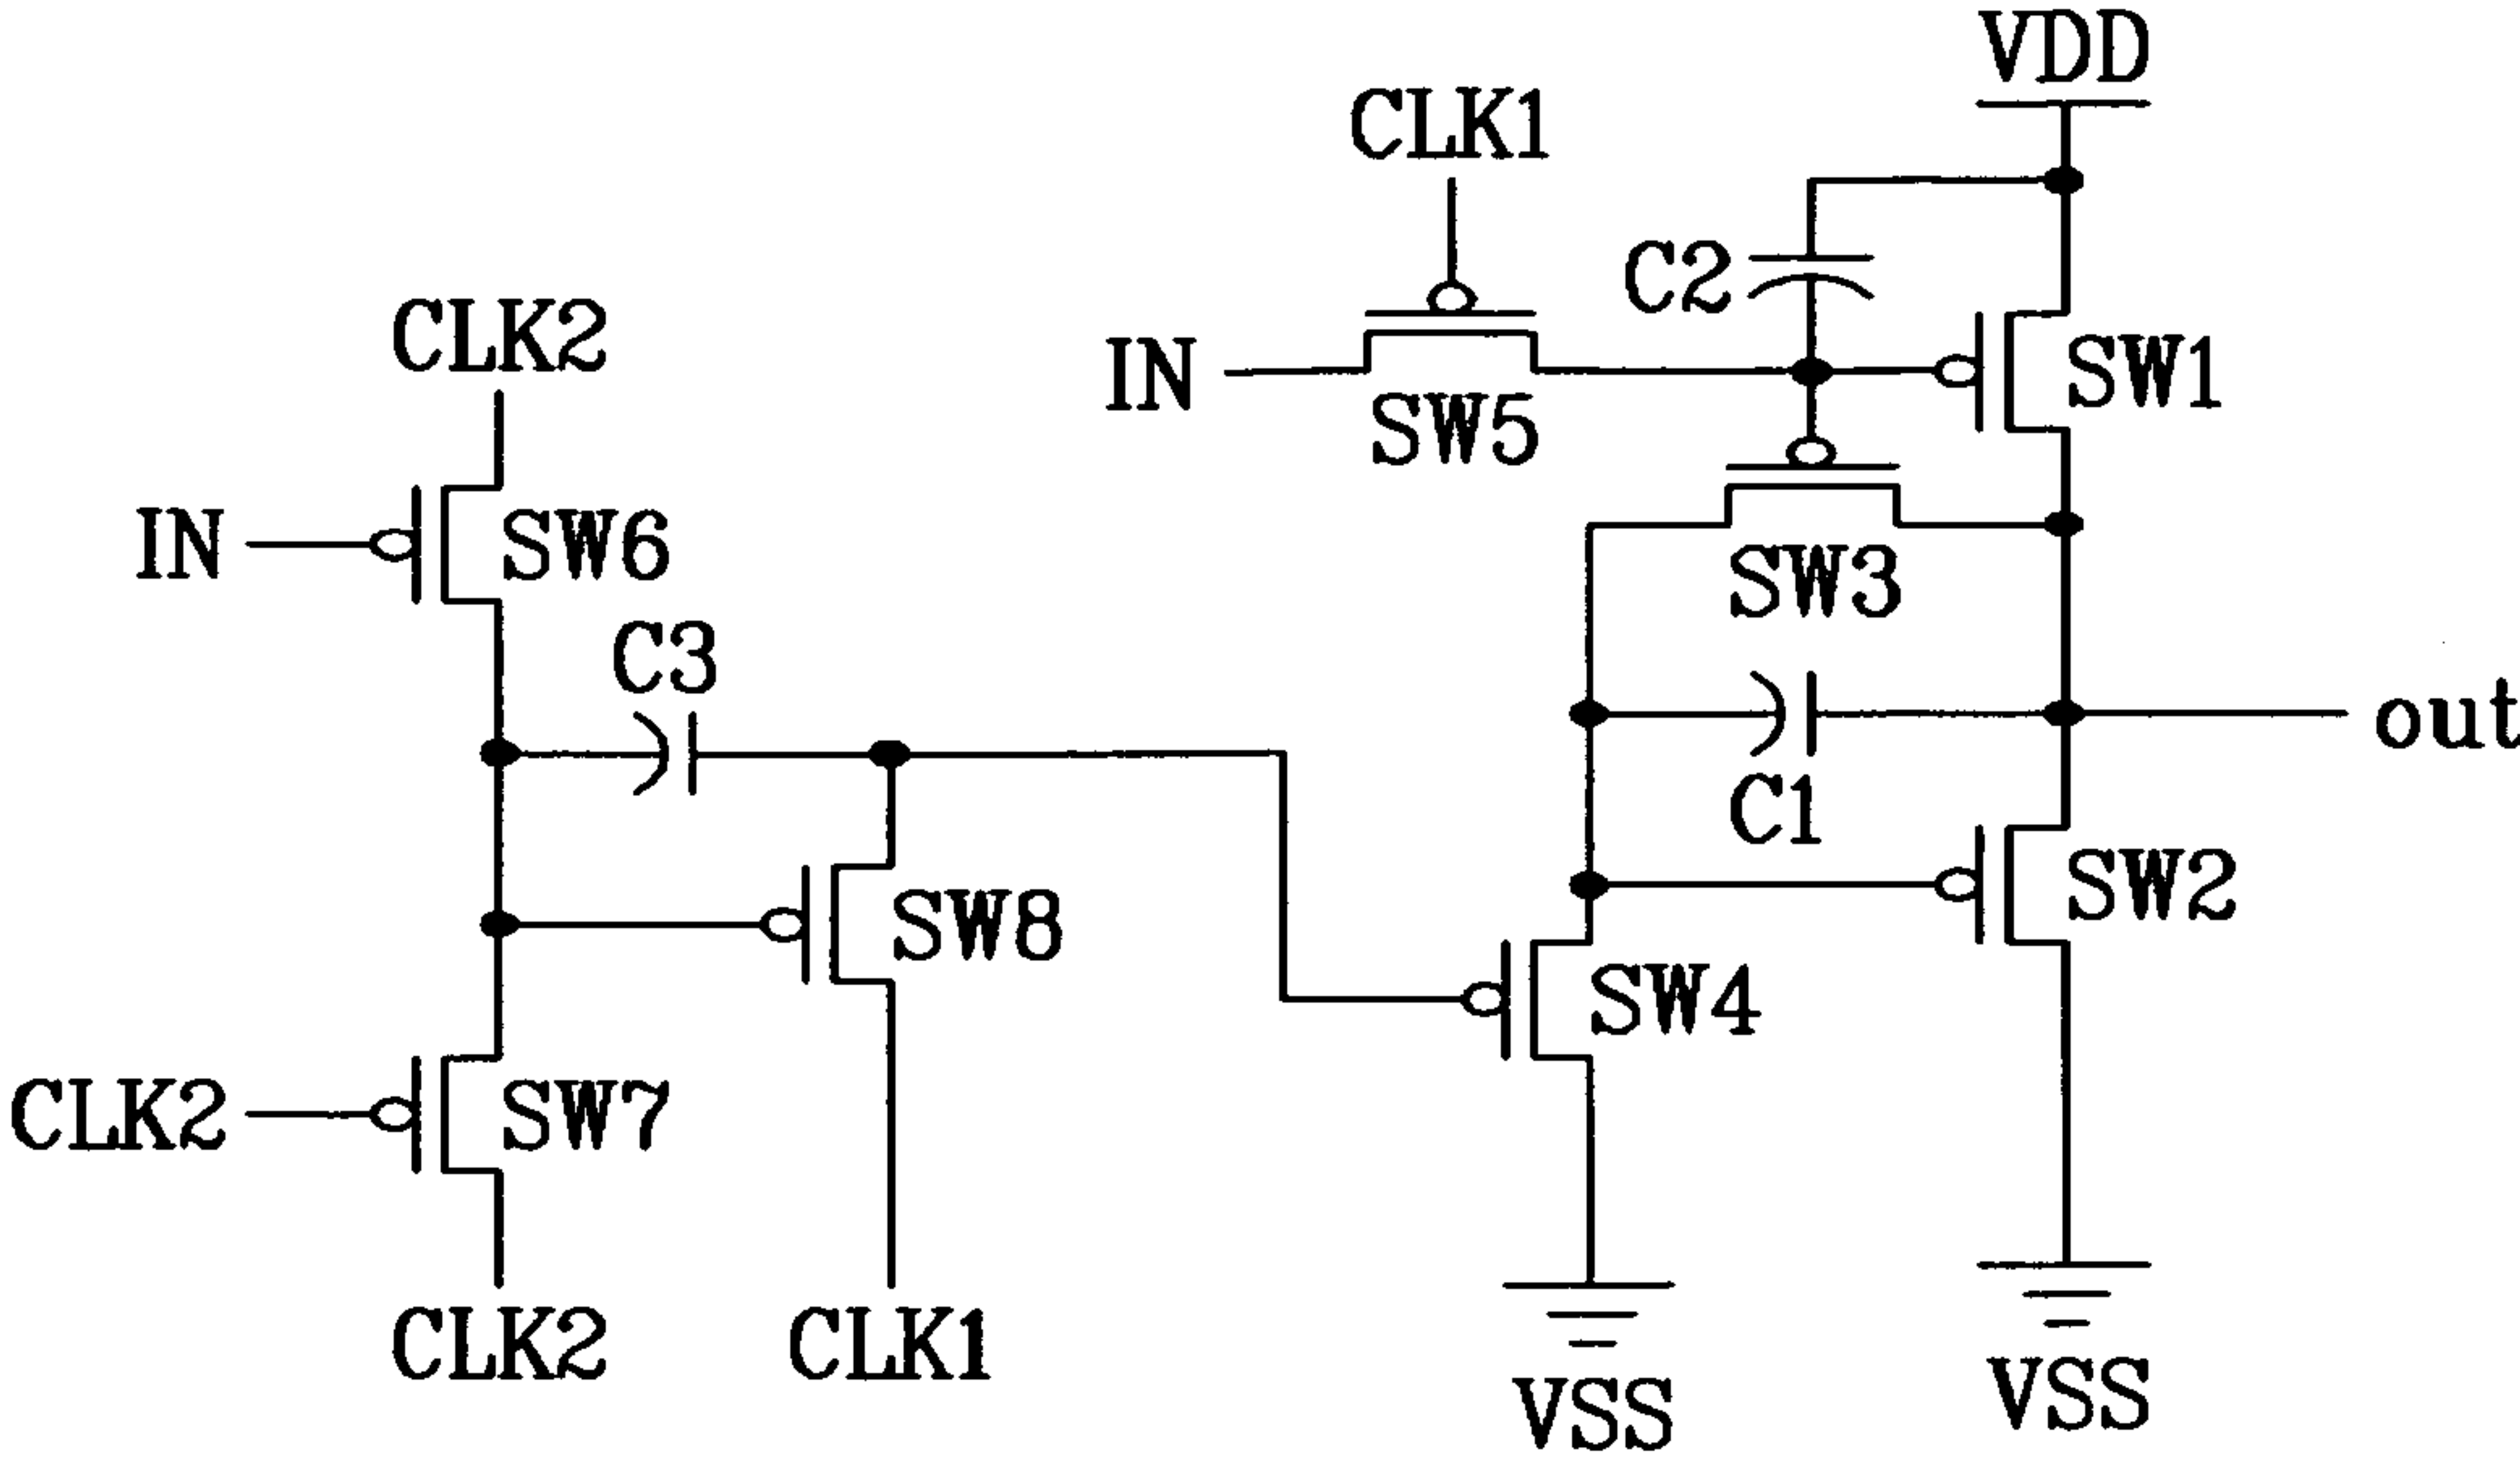 VDD
CLK1
C2
CLK2
IN
SW1
SW5
IN
SW6
SW3
C3
out
C1
SW8
SW2
SW4
CLK2
SW7
CLK2
CLK1
VSS
VSS